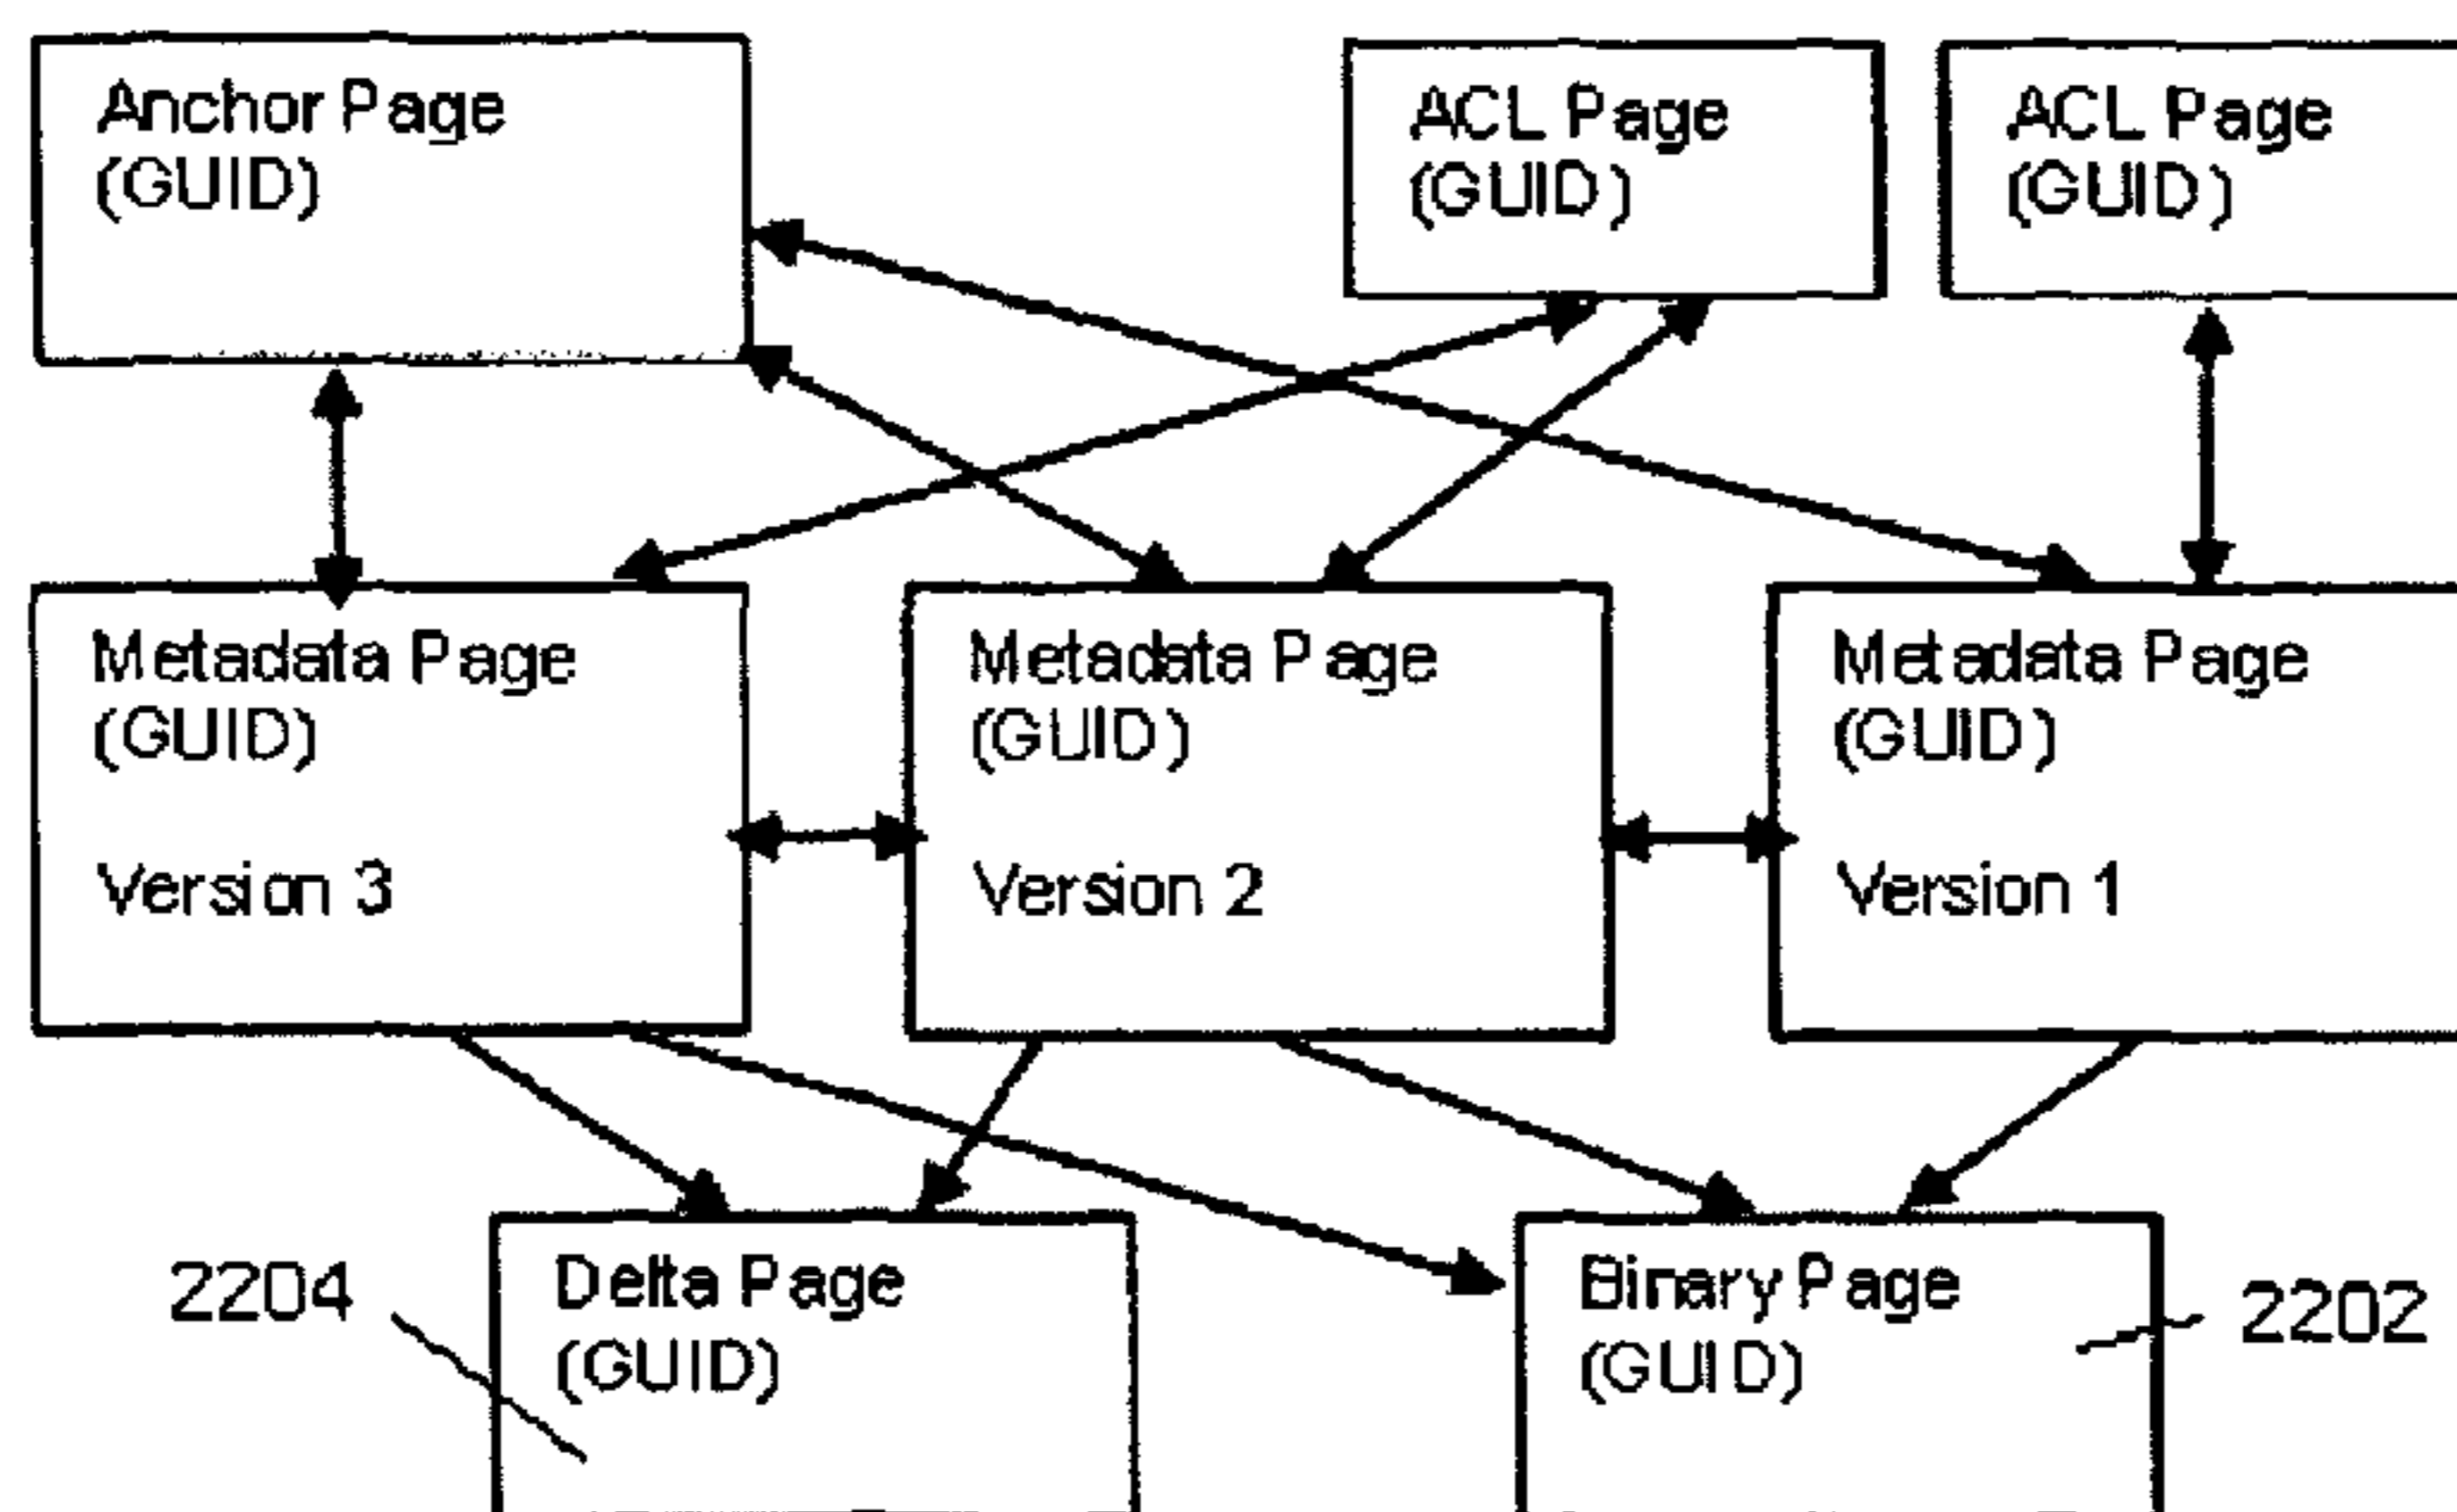 Anchor Page
(GUID)
ACL Page
(GUID)
ACL Page
(GUID)
Metadata Page
(GUID)
Version 3
Metadata Page
(GUID)
Version 2
Metadata Page
(GUID)
Version 1
2204
Delta Page
(GUID)
Binary Page
(GUID)
2202